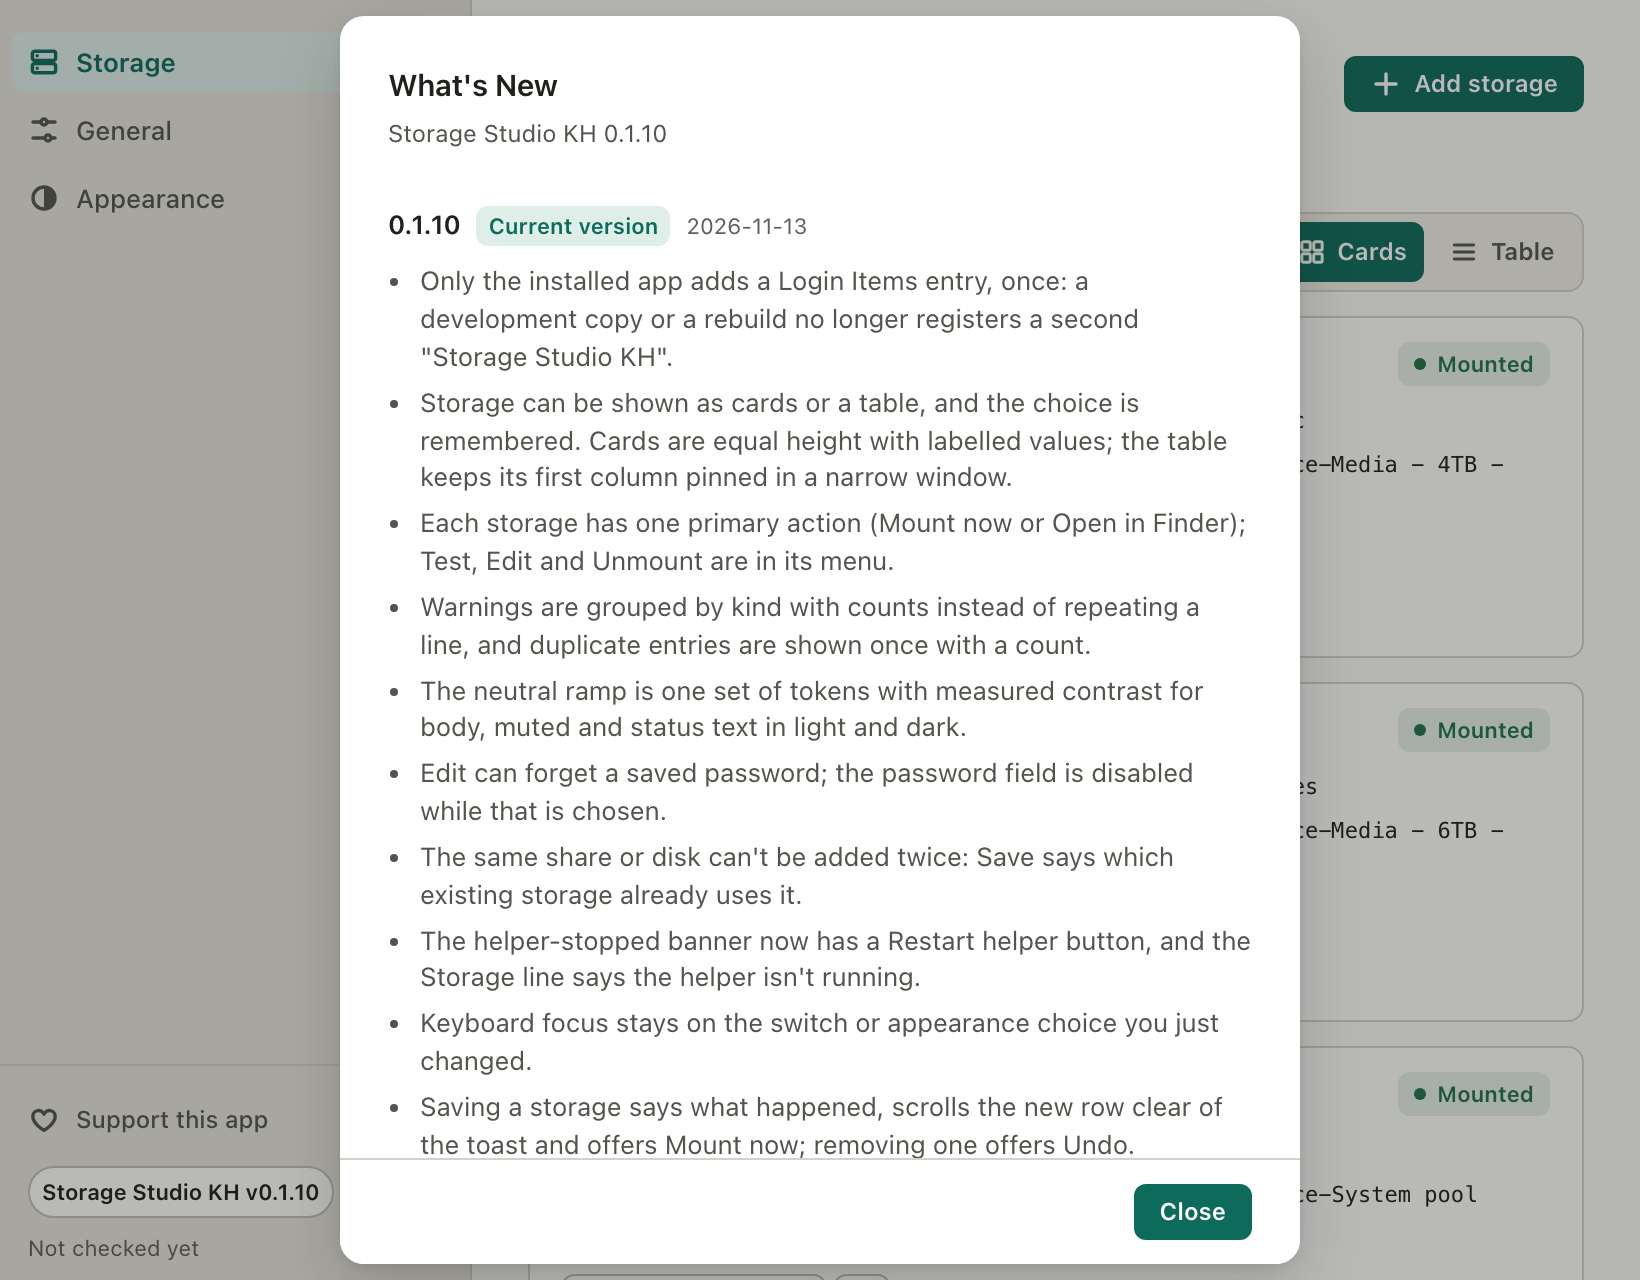 Storage
General
Appearance
Support this app
Storage Studio KH v0.1.10
Not checked yet
What's New
Storage Studio KH 0.1.10
0.1.10 Current version 2026-11-13
• Only the installed app adds a Login Items entry, once: a
development copy or a rebuild no longer registers a second
"Storage Studio KH".
• Storage can be shown as cards or a table, and the choice is
remembered. Cards are equal height with labelled values; the table
keeps its first column pinned in a narrow window.
• Each storage has one primary action (Mount now or Open in Finder);
Test, Edit and Unmount are in its menu.
• Warnings are grouped by kind with counts instead of repeating a
line, and duplicate entries are shown once with a count.
• The neutral ramp is one set of tokens with measured contrast for
body, muted and status text in light and dark.
• Edit can forget a saved password; the password field is disabled
while that is chosen.
• The same share or disk can't be added twice: Save says which
existing storage already uses it.
• The helper-stopped banner now has a Restart helper button, and the
Storage line says the helper isn't running.
• Keyboard focus stays on the switch or appearance choice you just
changed.
• Saving a storage says what happened, scrolls the new row clear of
the toast and offers Mount now; removing one offers Undo.
Close
Add storage
Cards Table
Mounted
ce-Media - 4TB -
Mounted
es
ce-Media - 6TB -
Mounted
ce-System pool